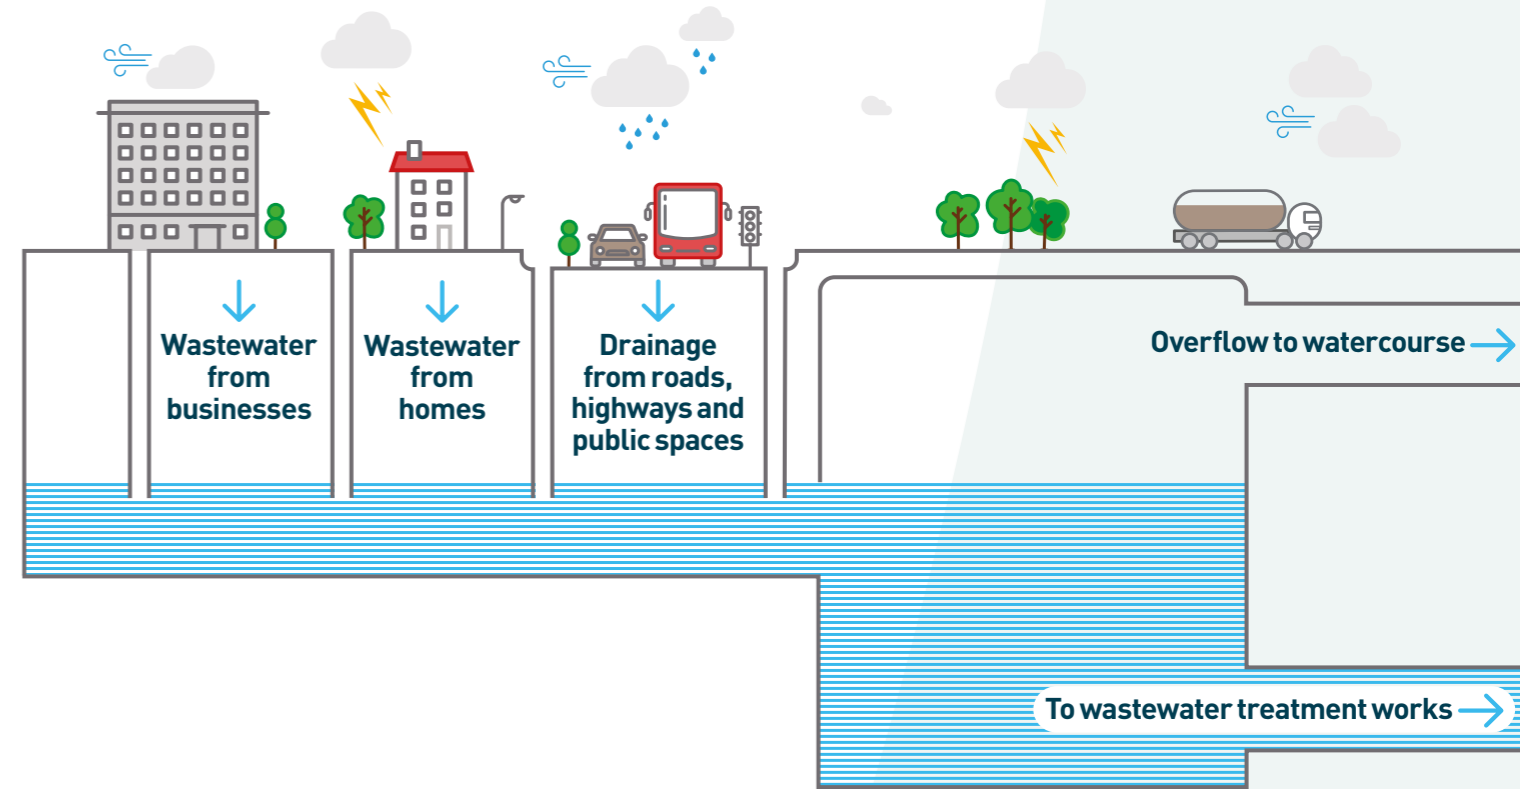 Wastewater
from
businesses
Wastewater
from
homes
Drainage
from roads,
highways and
public spaces
Overflow to watercourse
To wastewater treatment works